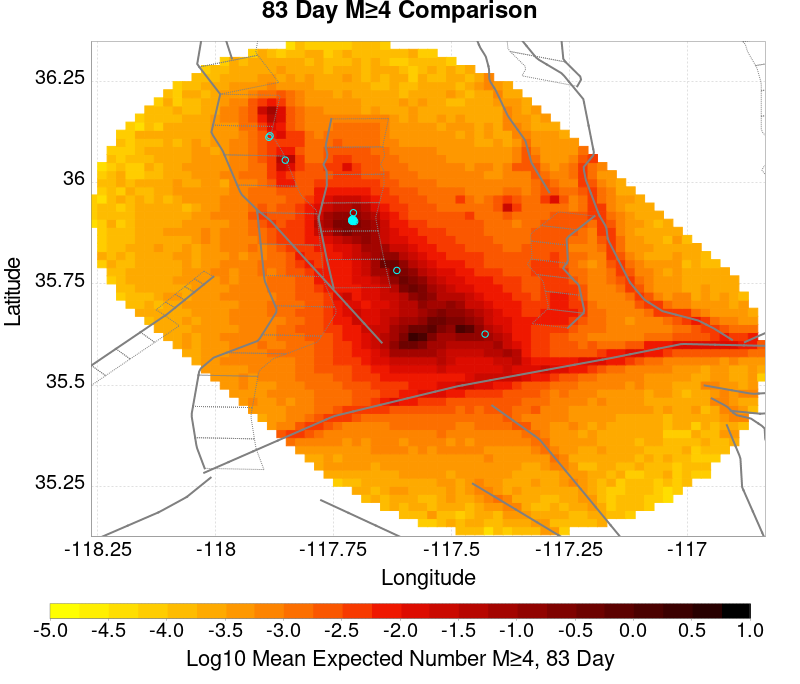 83 Day M≥4 Comparison
36.25
36
35.75
35.5
35.25
Latitude
-118.25 -118 -117.75 -117.5 -117.25 -117
Longitude
-5.0 -4.5 -4.0 -3.5 -3.0 -2.5 -2.0 -1.5 -1.0 -0.5 0.0 0.5 1.0
Log10 Mean Expected Number M≥4, 83 Day